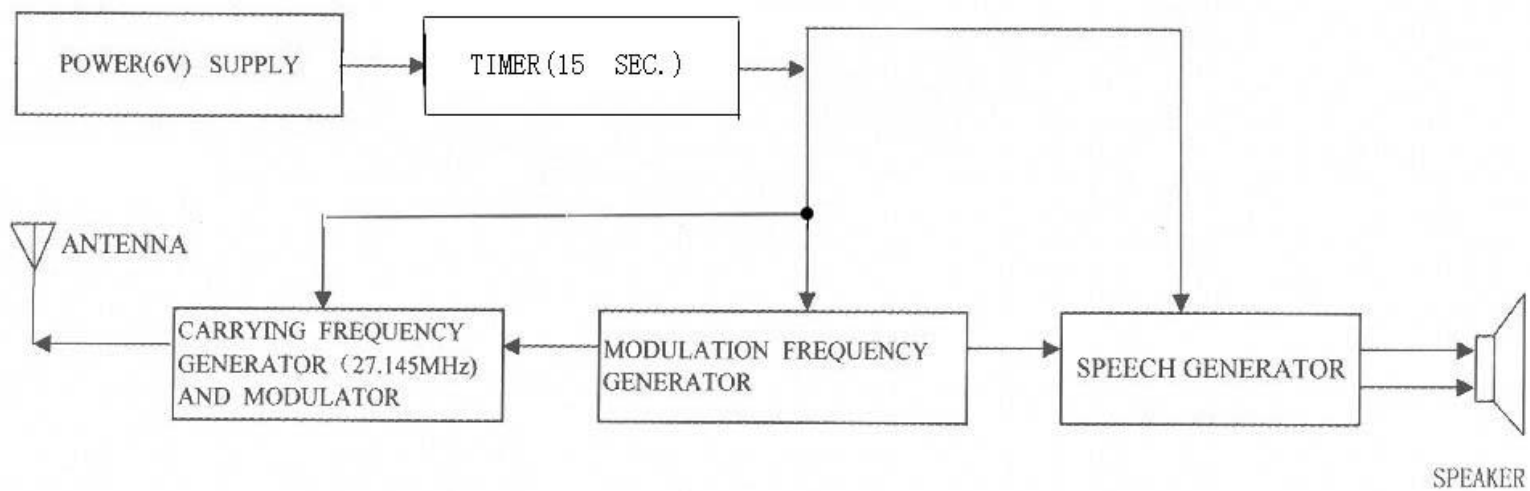 POWER(6V) SUPPLY
TIMER(15 SEC.)
ANTENNA
CARRYING FREQUENCY
GENERATOR (27.145MHz)
AND MODULATOR
MODULATION FREQUENCY
GENERATOR
SPEECH GENERATOR
SPEAKER